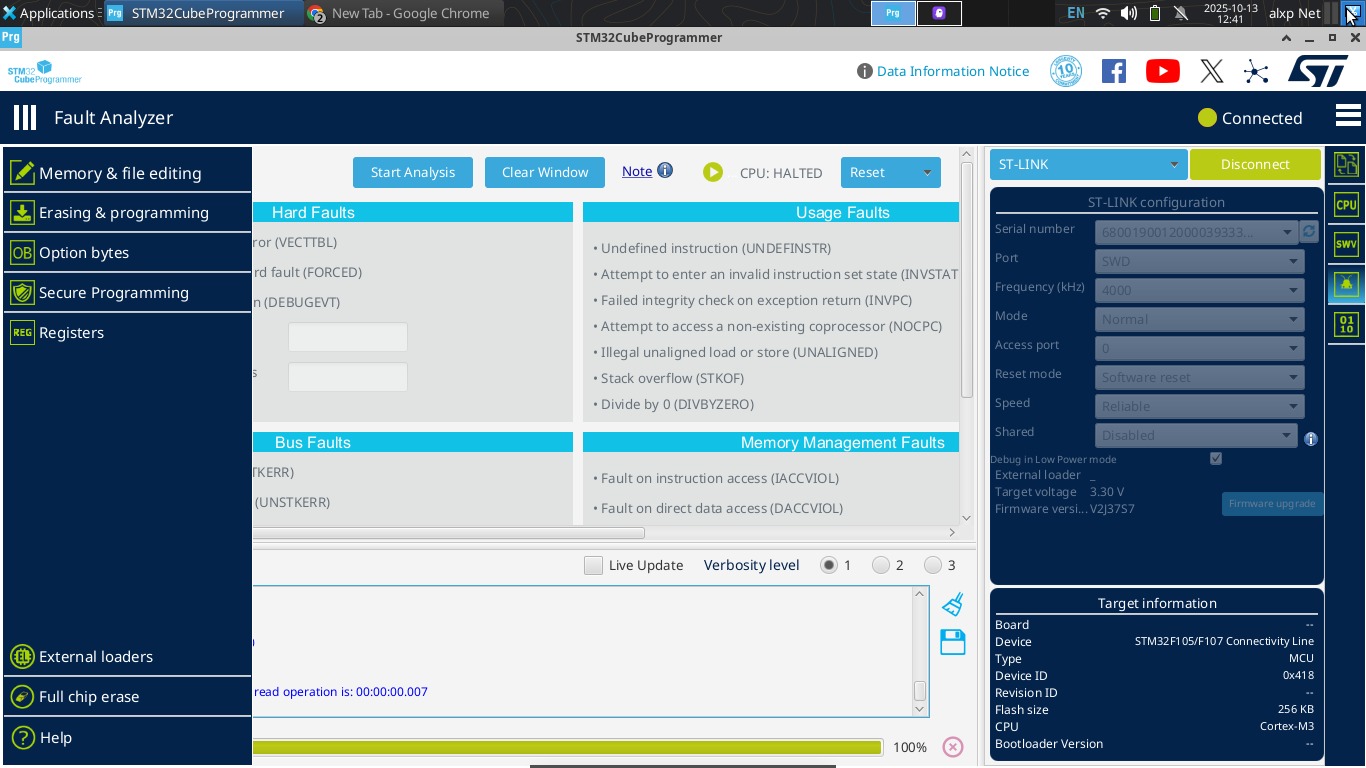 Applications
Prg STM32CubeProgrammer
2 New Tab - Google Chrome
Prg
EN
2025-10-13
12:41
alxp Net
Prg
STM32CubeProgrammer
STM32
CubeProgrammer
Data Information Notice
10
ST
Fault Analyzer
Connected
Memory & file editing
Erasing & programming
OB Option bytes
Secure Programming
REG Registers
External loaders
Full chip erase
? Help
Start Analysis
Clear Window
Note
CPU: HALTED
Reset
Hard Faults
ror (VECTTBL)
rd fault (FORCED)
n (DEBUGEVT)
s
Usage Faults
• Undefined instruction (UNDEFINSTR)
• Attempt to enter an invalid instruction set state (INVSTAT
• Failed integrity check on exception return (INVPC)
• Attempt to access a non-existing coprocessor (NOCPC)
• Illegal unaligned load or store (UNALIGNED)
• Stack overflow (STKOF)
• Divide by 0 (DIVBYZERO)
Bus Faults
TKERR)
(UNSTKERR)
Memory Management Faults
• Fault on instruction access (IACCVIOL)
• Fault on direct data access (DACCVIOL)
Live Update
Verbosity level
1
2
3
)
read operation is: 00:00:00.007
100%
ST-LINK
Disconnect
ST-LINK configuration
Serial number 6800190012000039333...
Port SWD
Frequency (kHz) 4000
Mode Normal
Access port 0
Reset mode Software reset
Speed Reliable
Shared Disabled
Debug in Low Power mode
External loader _
Target voltage 3.30 V
Firmware versi... V2J37S7
Firmware upgrade
Target information
Board --
Device STM32F105/F107 Connectivity Line
Type MCU
Device ID 0x418
Revision ID --
Flash size 256 KB
CPU Cortex-M3
Bootloader Version --
CPU
SWV
01
10